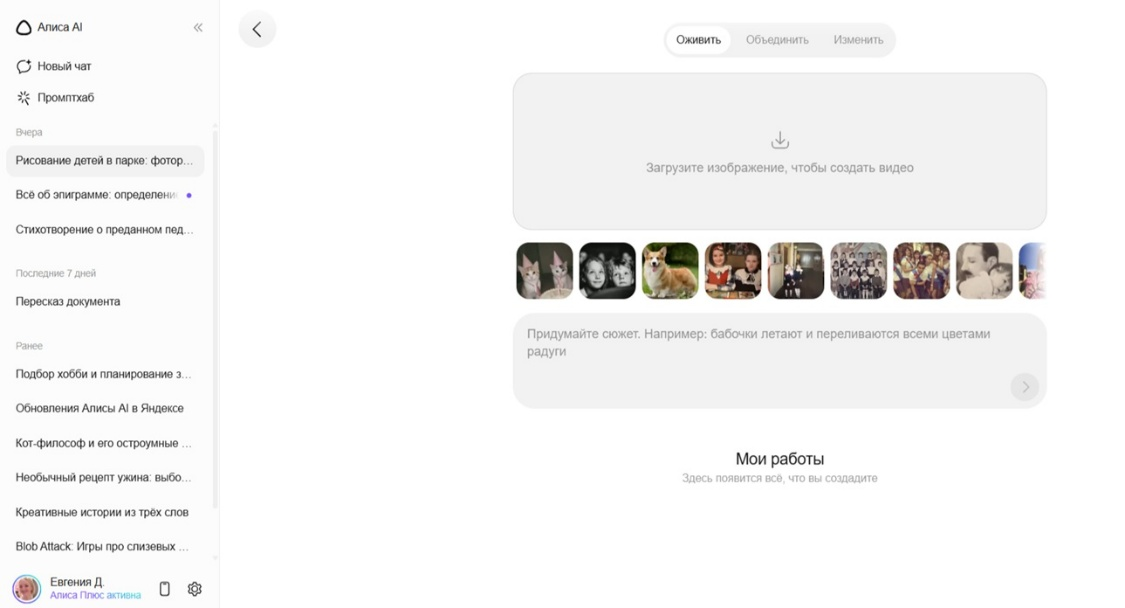 Алиса AI
Новый чат
Промптхаб
Вчера
Рисование детей в парке: фотор...
Всё об эпиграмме: определени
Стихотворение о преданном пед...
Последние 7 дней
Пересказ документа
Ранее
Подбор хобби и планирование з...
Обновления Алисы AI в Яндексе
Кот-философ и его остроумные ...
Необычный рецепт ужина: выбо...
Креативные истории из трёх слов
Blob Attack: Игры про слизевых ...
Евгения Д.
Алиса Плюс активна
Оживить Объединить Изменить
Загрузите изображение, чтобы создать видео
Придумайте сюжет. Например: бабочки летают и переливаются всеми цветами
радуги
Мои работы
Здесь появится всё, что вы создадите